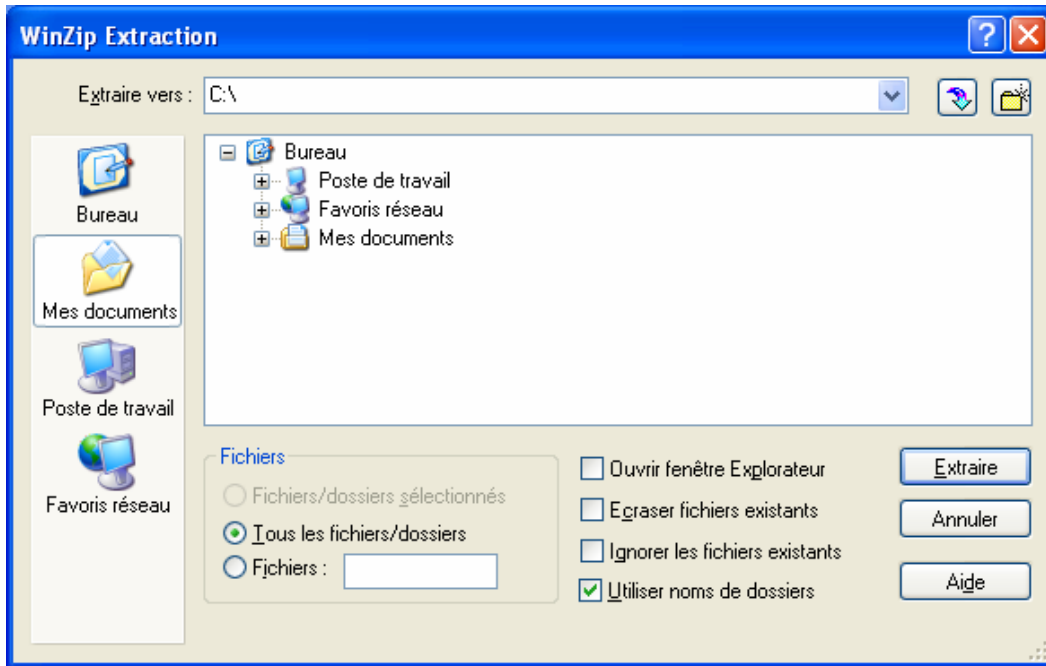 WinZip Extraction
Extraire vers : C:\
Bureau
Mes documents
Poste de travail
Favoris réseau
Bureau
Poste de travail
Favoris réseau
Mes documents
Fichiers
Fichiers/dossiers sélectionnés
Tous les fichiers/dossiers
Fichiers :
Ouvrir fenêtre Explorateur
Ecraser fichiers existants
Ignorer les fichiers existants
Utiliser noms de dossiers
Extraire
Annuler
Aide